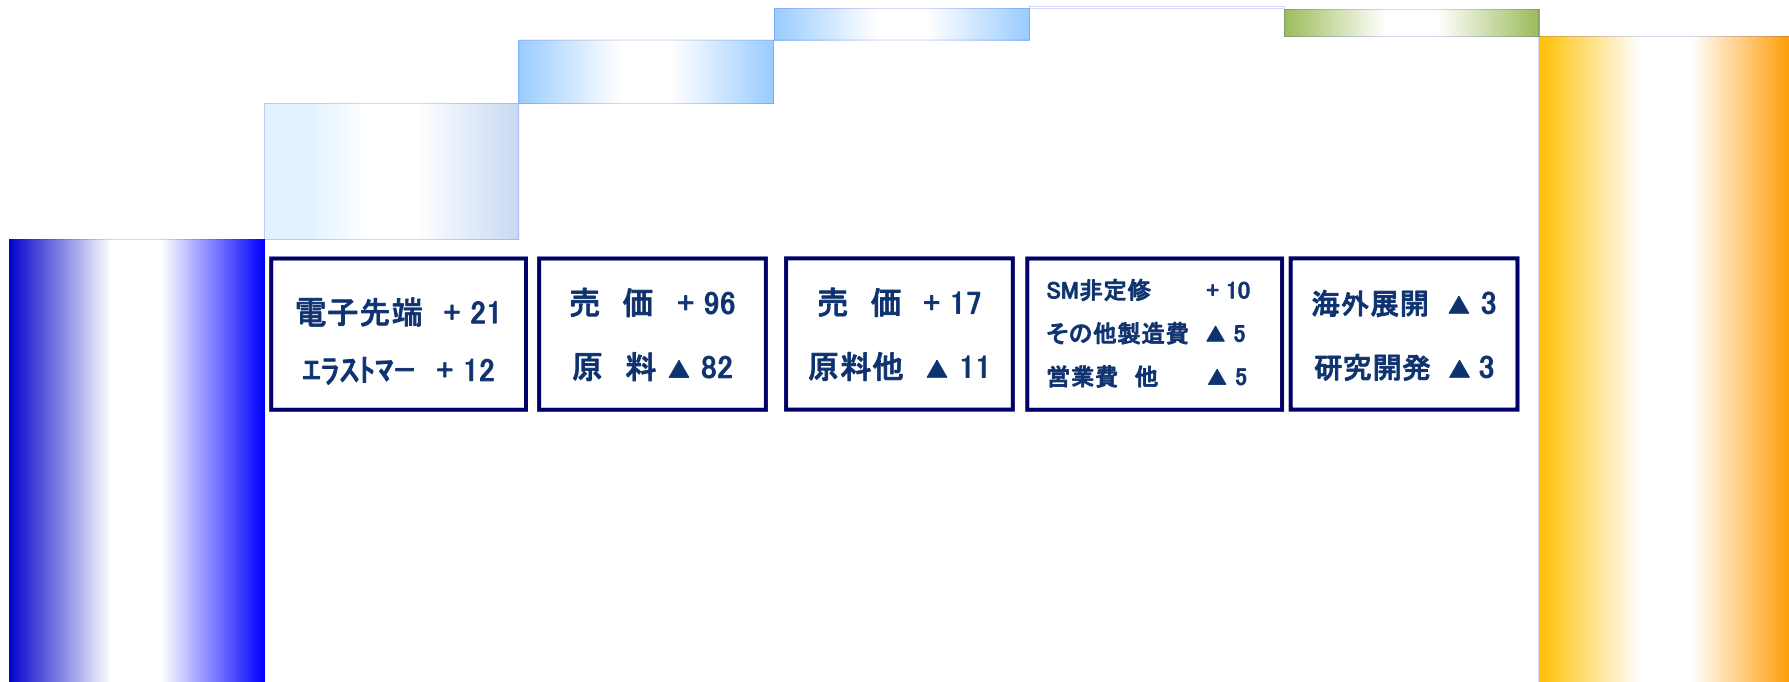 電子先端 + 21
エラストマー + 12
売 価 + 96
原 料 ▲ 82
売 価 + 17
原料他 ▲ 11
SM非定修 + 10
その他製造費 ▲ 5
営業費 他 ▲ 5
海外展開 ▲ 3
研究開発 ▲ 3